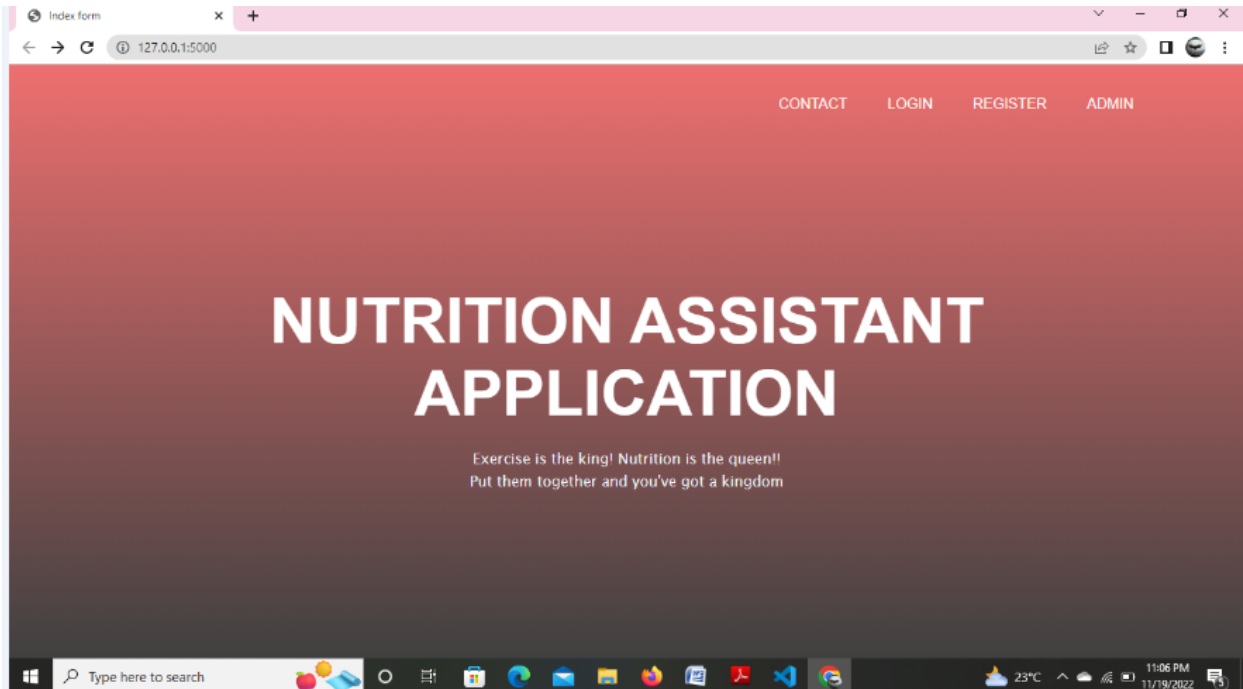 Index form
127.0.0.1:5000
CONTACT LOGIN REGISTER ADMIN
NUTRITION ASSISTANT
APPLICATION
Exercise is the king! Nutrition is the queen!!
Put them together and you've got a kingdom
Type here to search
23°C
11:06 PM
11/19/2022